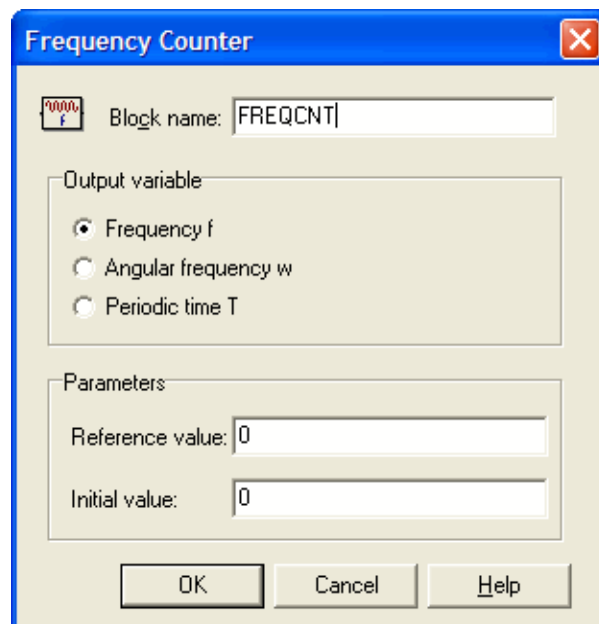 Frequency Counter
f
Block name: FREQCNT
Output variable
Frequency f
Angular frequency w
Periodic time T
Parameters
Reference value: 0
Initial value: 0
OK Cancel Help